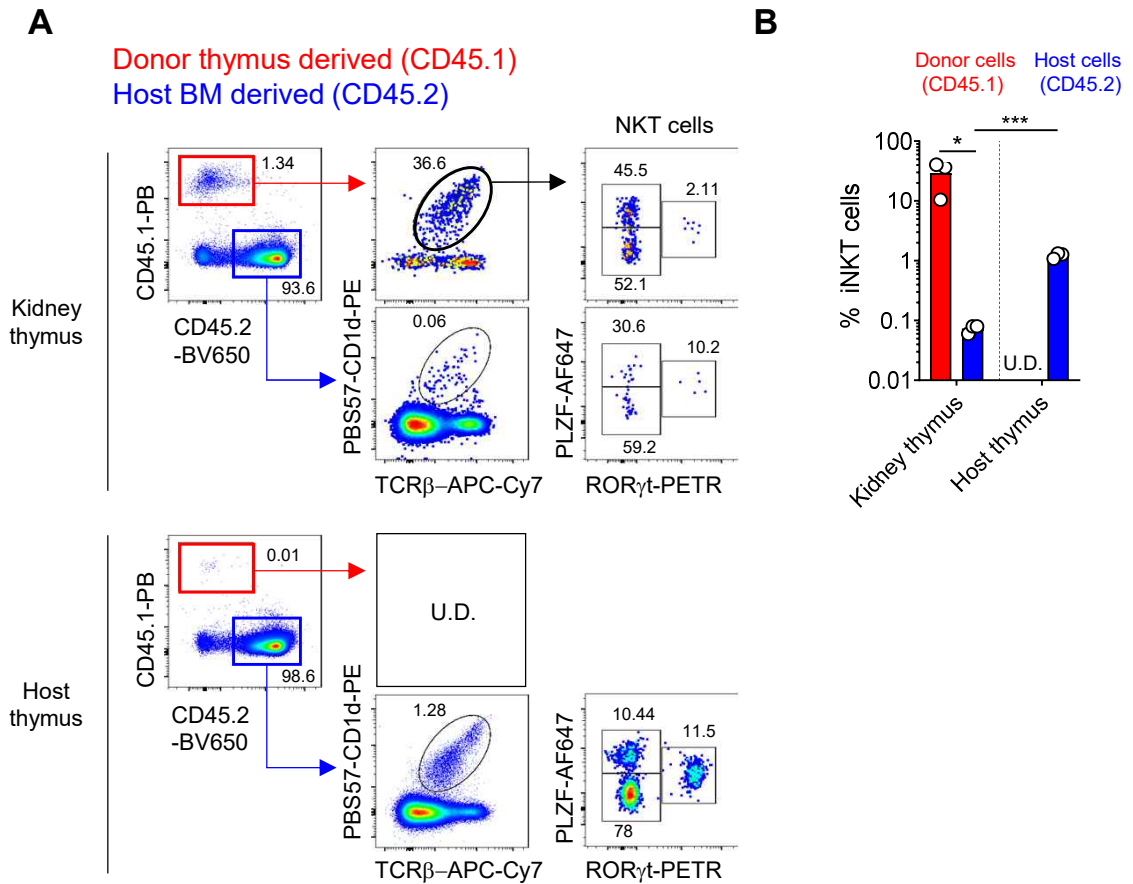 A
Donor thymus derived (CD45.1)
Host BM derived (CD45.2)
NKT cells
Kidney
thymus
CD45.1-PB
1.34
93.6
CD45.2
-BV650
PBS57-CD1d-PE
36.6
0.06
TCRβ–APC-Cy7
PLZF-AF647
45.5
2.11
52.1
30.6
10.2
59.2
RORγt-PETR
Host
thymus
CD45.1-PB
0.01
98.6
CD45.2
-BV650
PBS57-CD1d-PE
U.D.
1.28
TCRβ–APC-Cy7
PLZF-AF647
10.44
11.5
78
RORγt-PETR
B
Donor cells
(CD45.1)
Host cells
(CD45.2)
% iNKT cells
100
10
1
0.1
0.01
*
***
U.D.
Kidney thymus
Host thymus